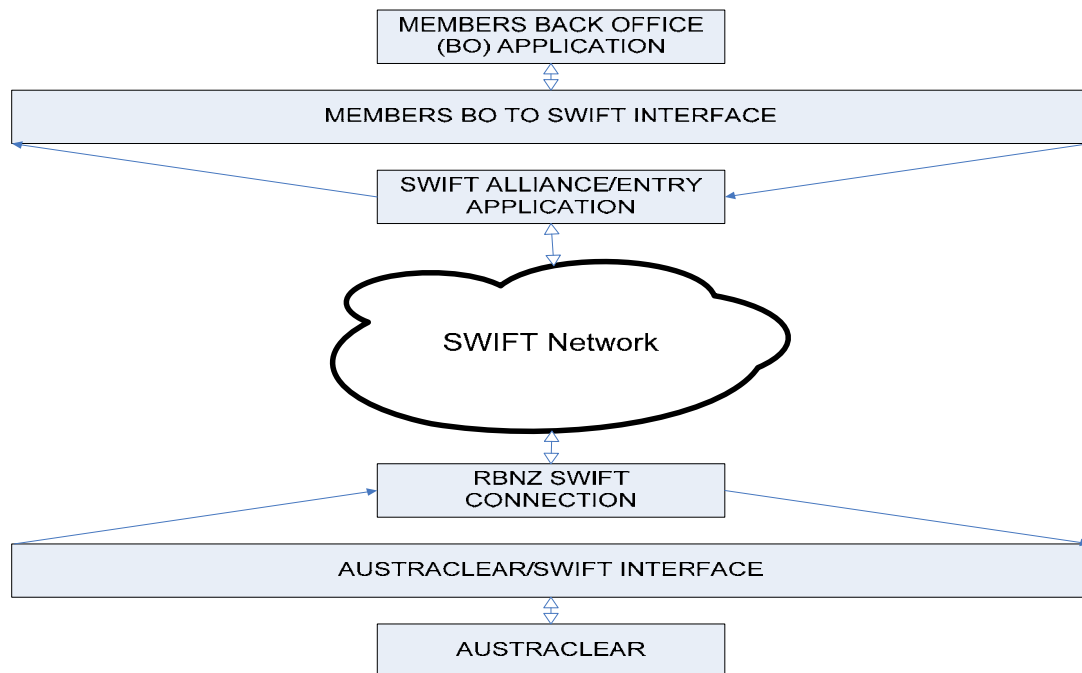 MEMBERS BACK OFFICE
(BO) APPLICATION
MEMBERS BO TO SWIFT INTERFACE
SWIFT ALLIANCE/ENTRY
APPLICATION
SWIFT Network
RBNZ SWIFT
CONNECTION
AUSTRACLEAR/SWIFT INTERFACE
AUSTRACLEAR